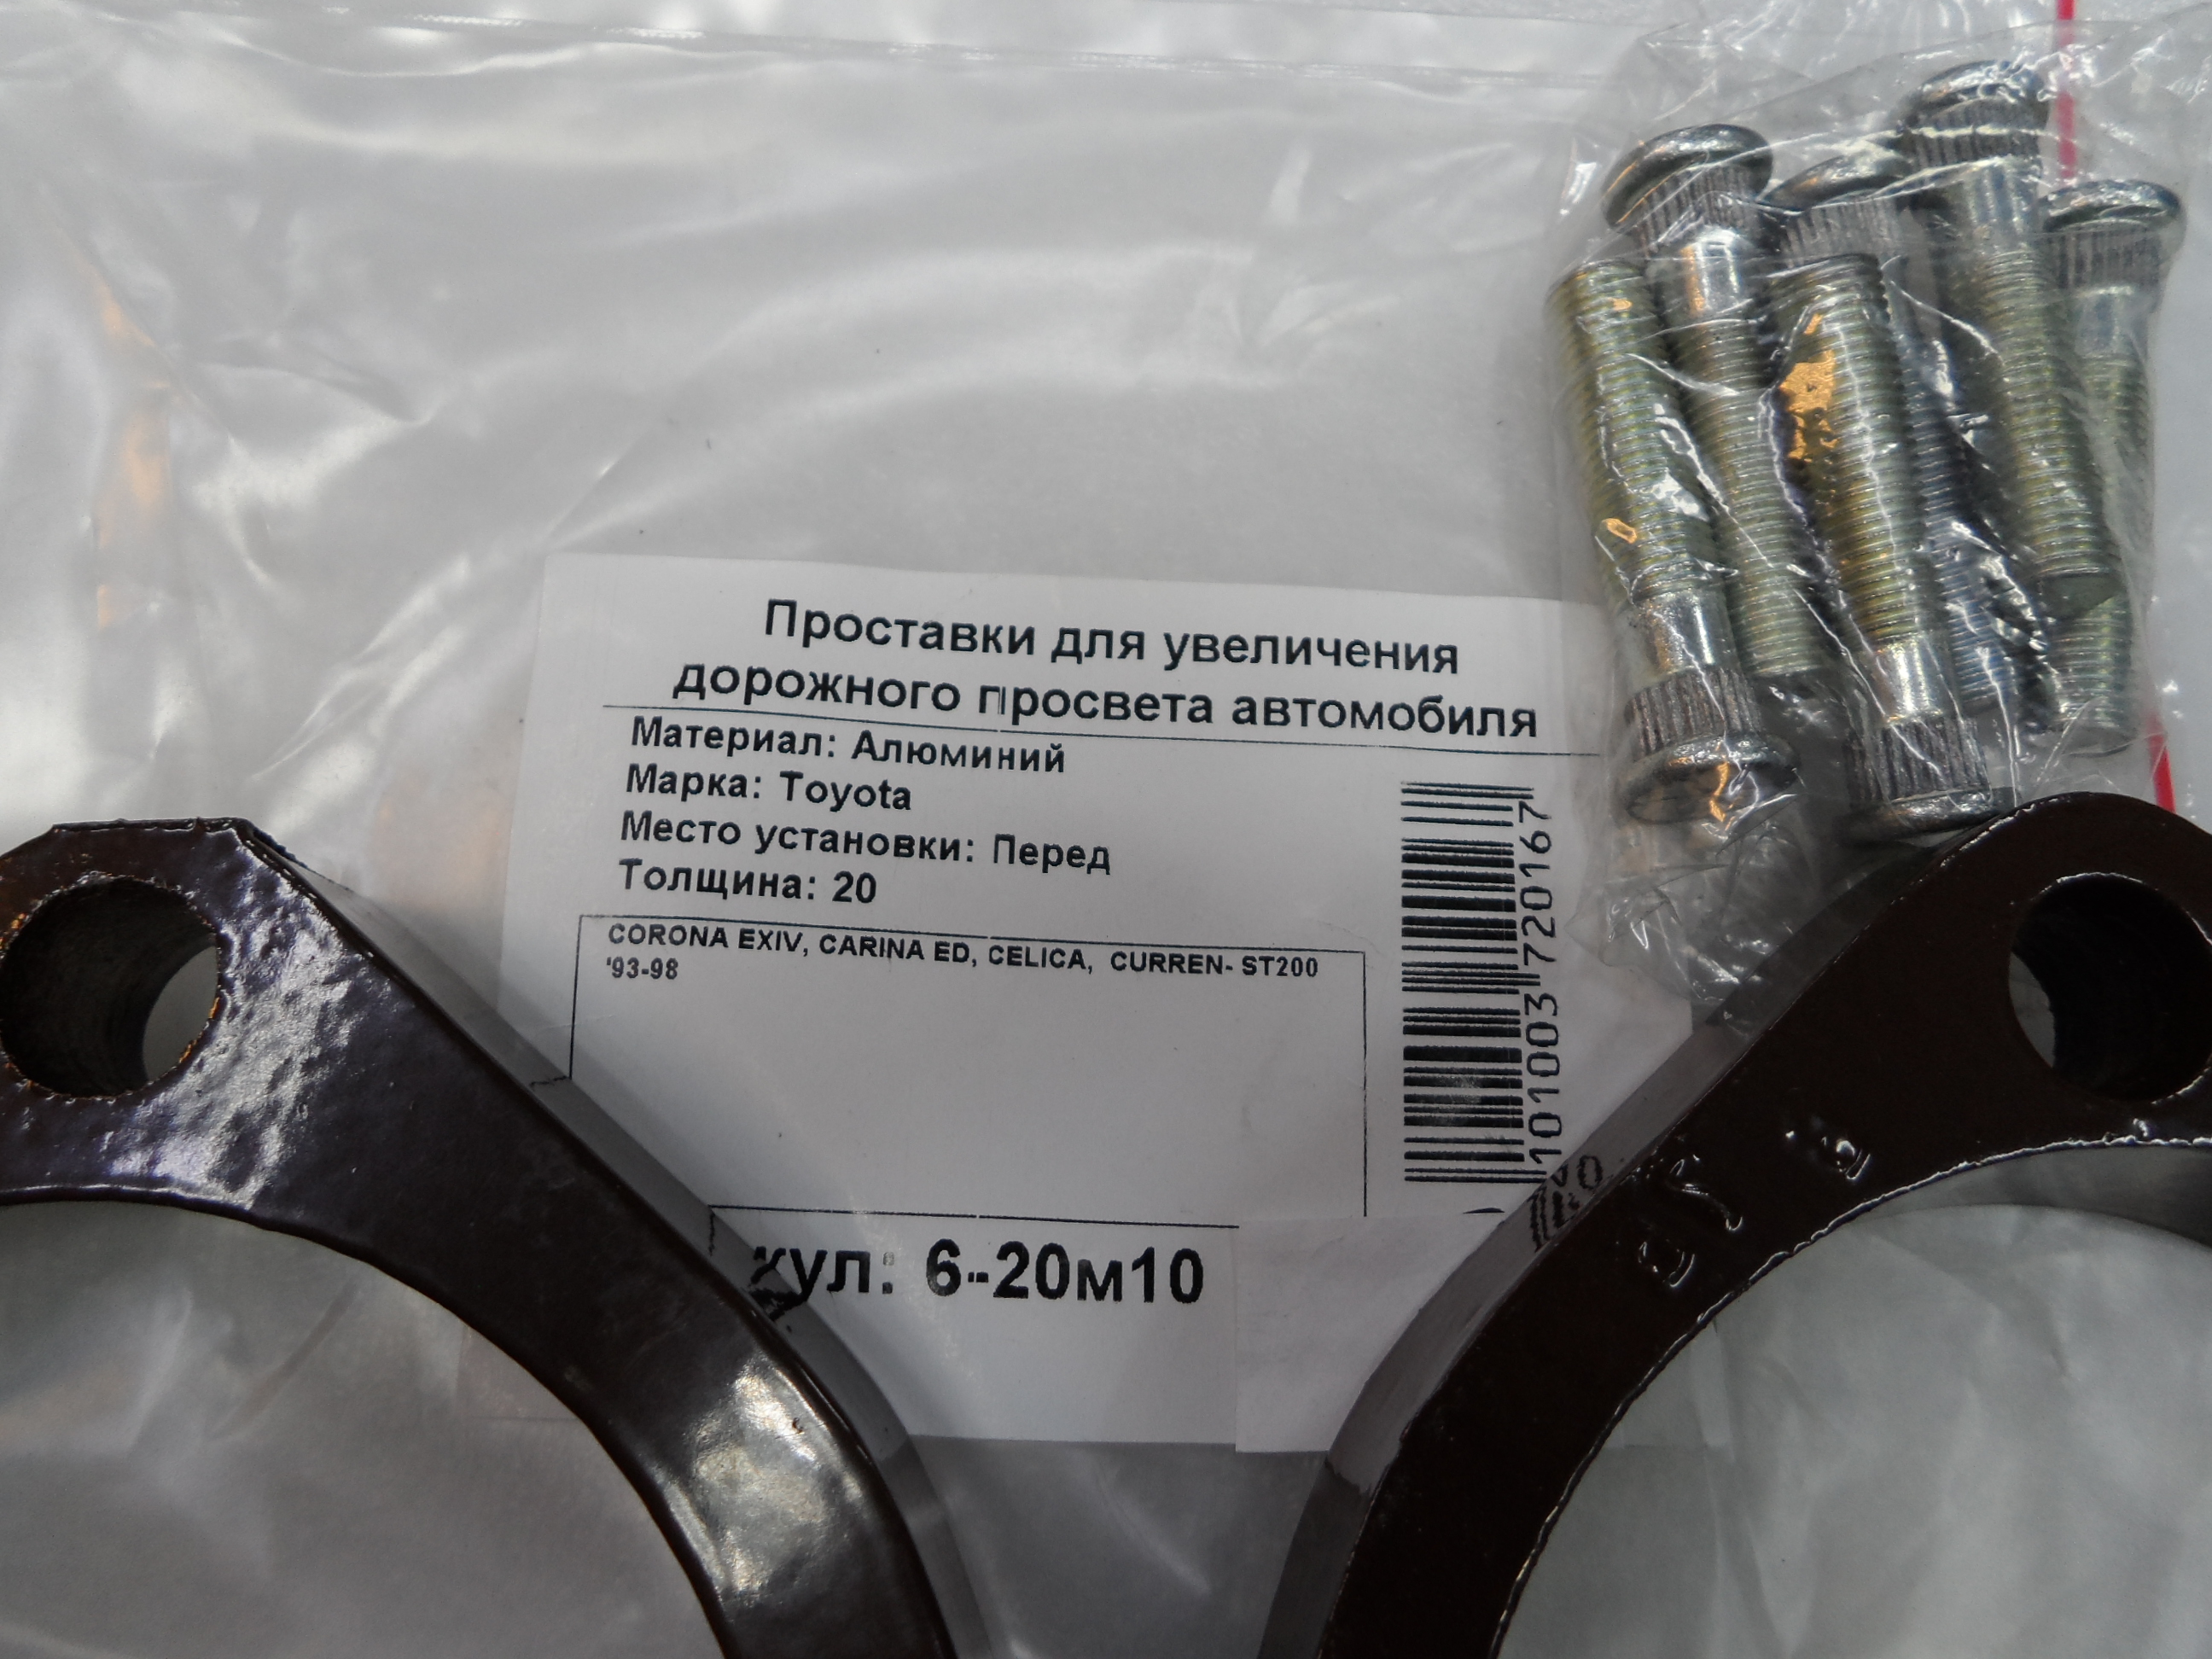 Проставки для увеличения
дорожного просвета автомобиля
Материал: Алюминий
Марка: Toyota
Место установки: Перед
Толщина: 20
CORONA EXIV, CARINA ED, CELICA, CURREN- ST200
'93-98
101003720167
кул: 6-20м10